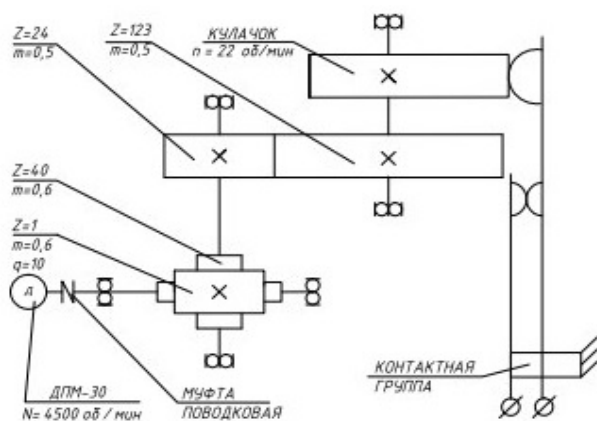 Z=24
m=0,5
Z=123
m=0,5
КУЛАЧОК
n = 22 об/мин
Z=40
m=0,6
Z=1
m=0,6
q=10
Д
ДПМ-30
N= 4500 об / мин
МУФТА
ПОВОДКОВАЯ
КОНТАКТНАЯ
ГРУППА